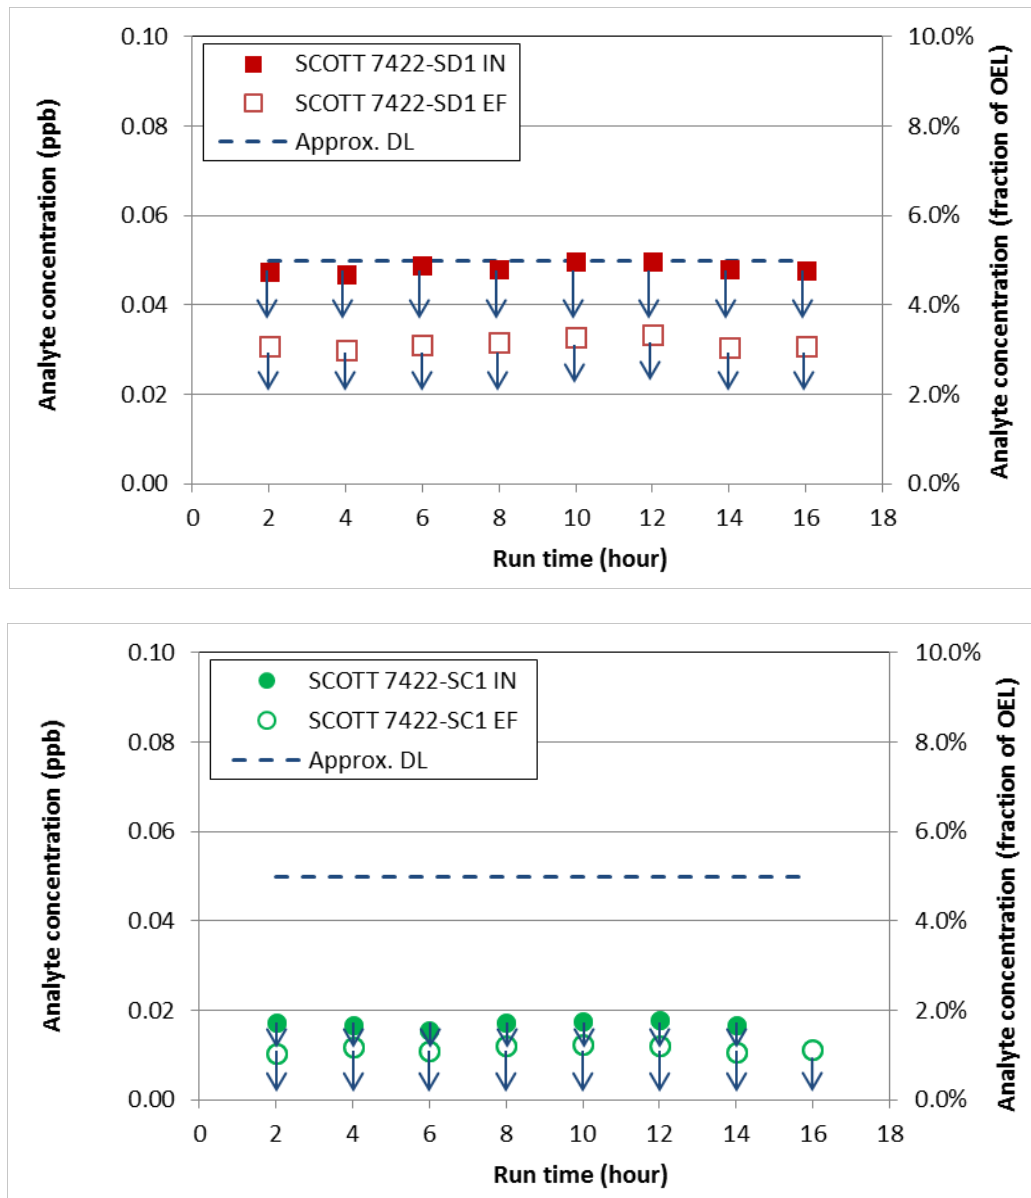 0.10
0.08
0.06
0.04
0.02
0.00
Analyte concentration (ppb)
SCOTT 7422-SD1 IN
SCOTT 7422-SD1 EF
Approx. DL
10.0%
8.0%
6.0%
4.0%
2.0%
0.0%
Analyte concentration (fraction of OEL)
0 2 4 6 8 10 12 14 16 18
Run time (hour)
0.10
0.08
0.06
0.04
0.02
0.00
Analyte concentration (ppb)
SCOTT 7422-SC1 IN
SCOTT 7422-SC1 EF
Approx. DL
10.0%
8.0%
6.0%
4.0%
2.0%
0.0%
Analyte concentration (fraction of OEL)
0 2 4 6 8 10 12 14 16 18
Run time (hour)